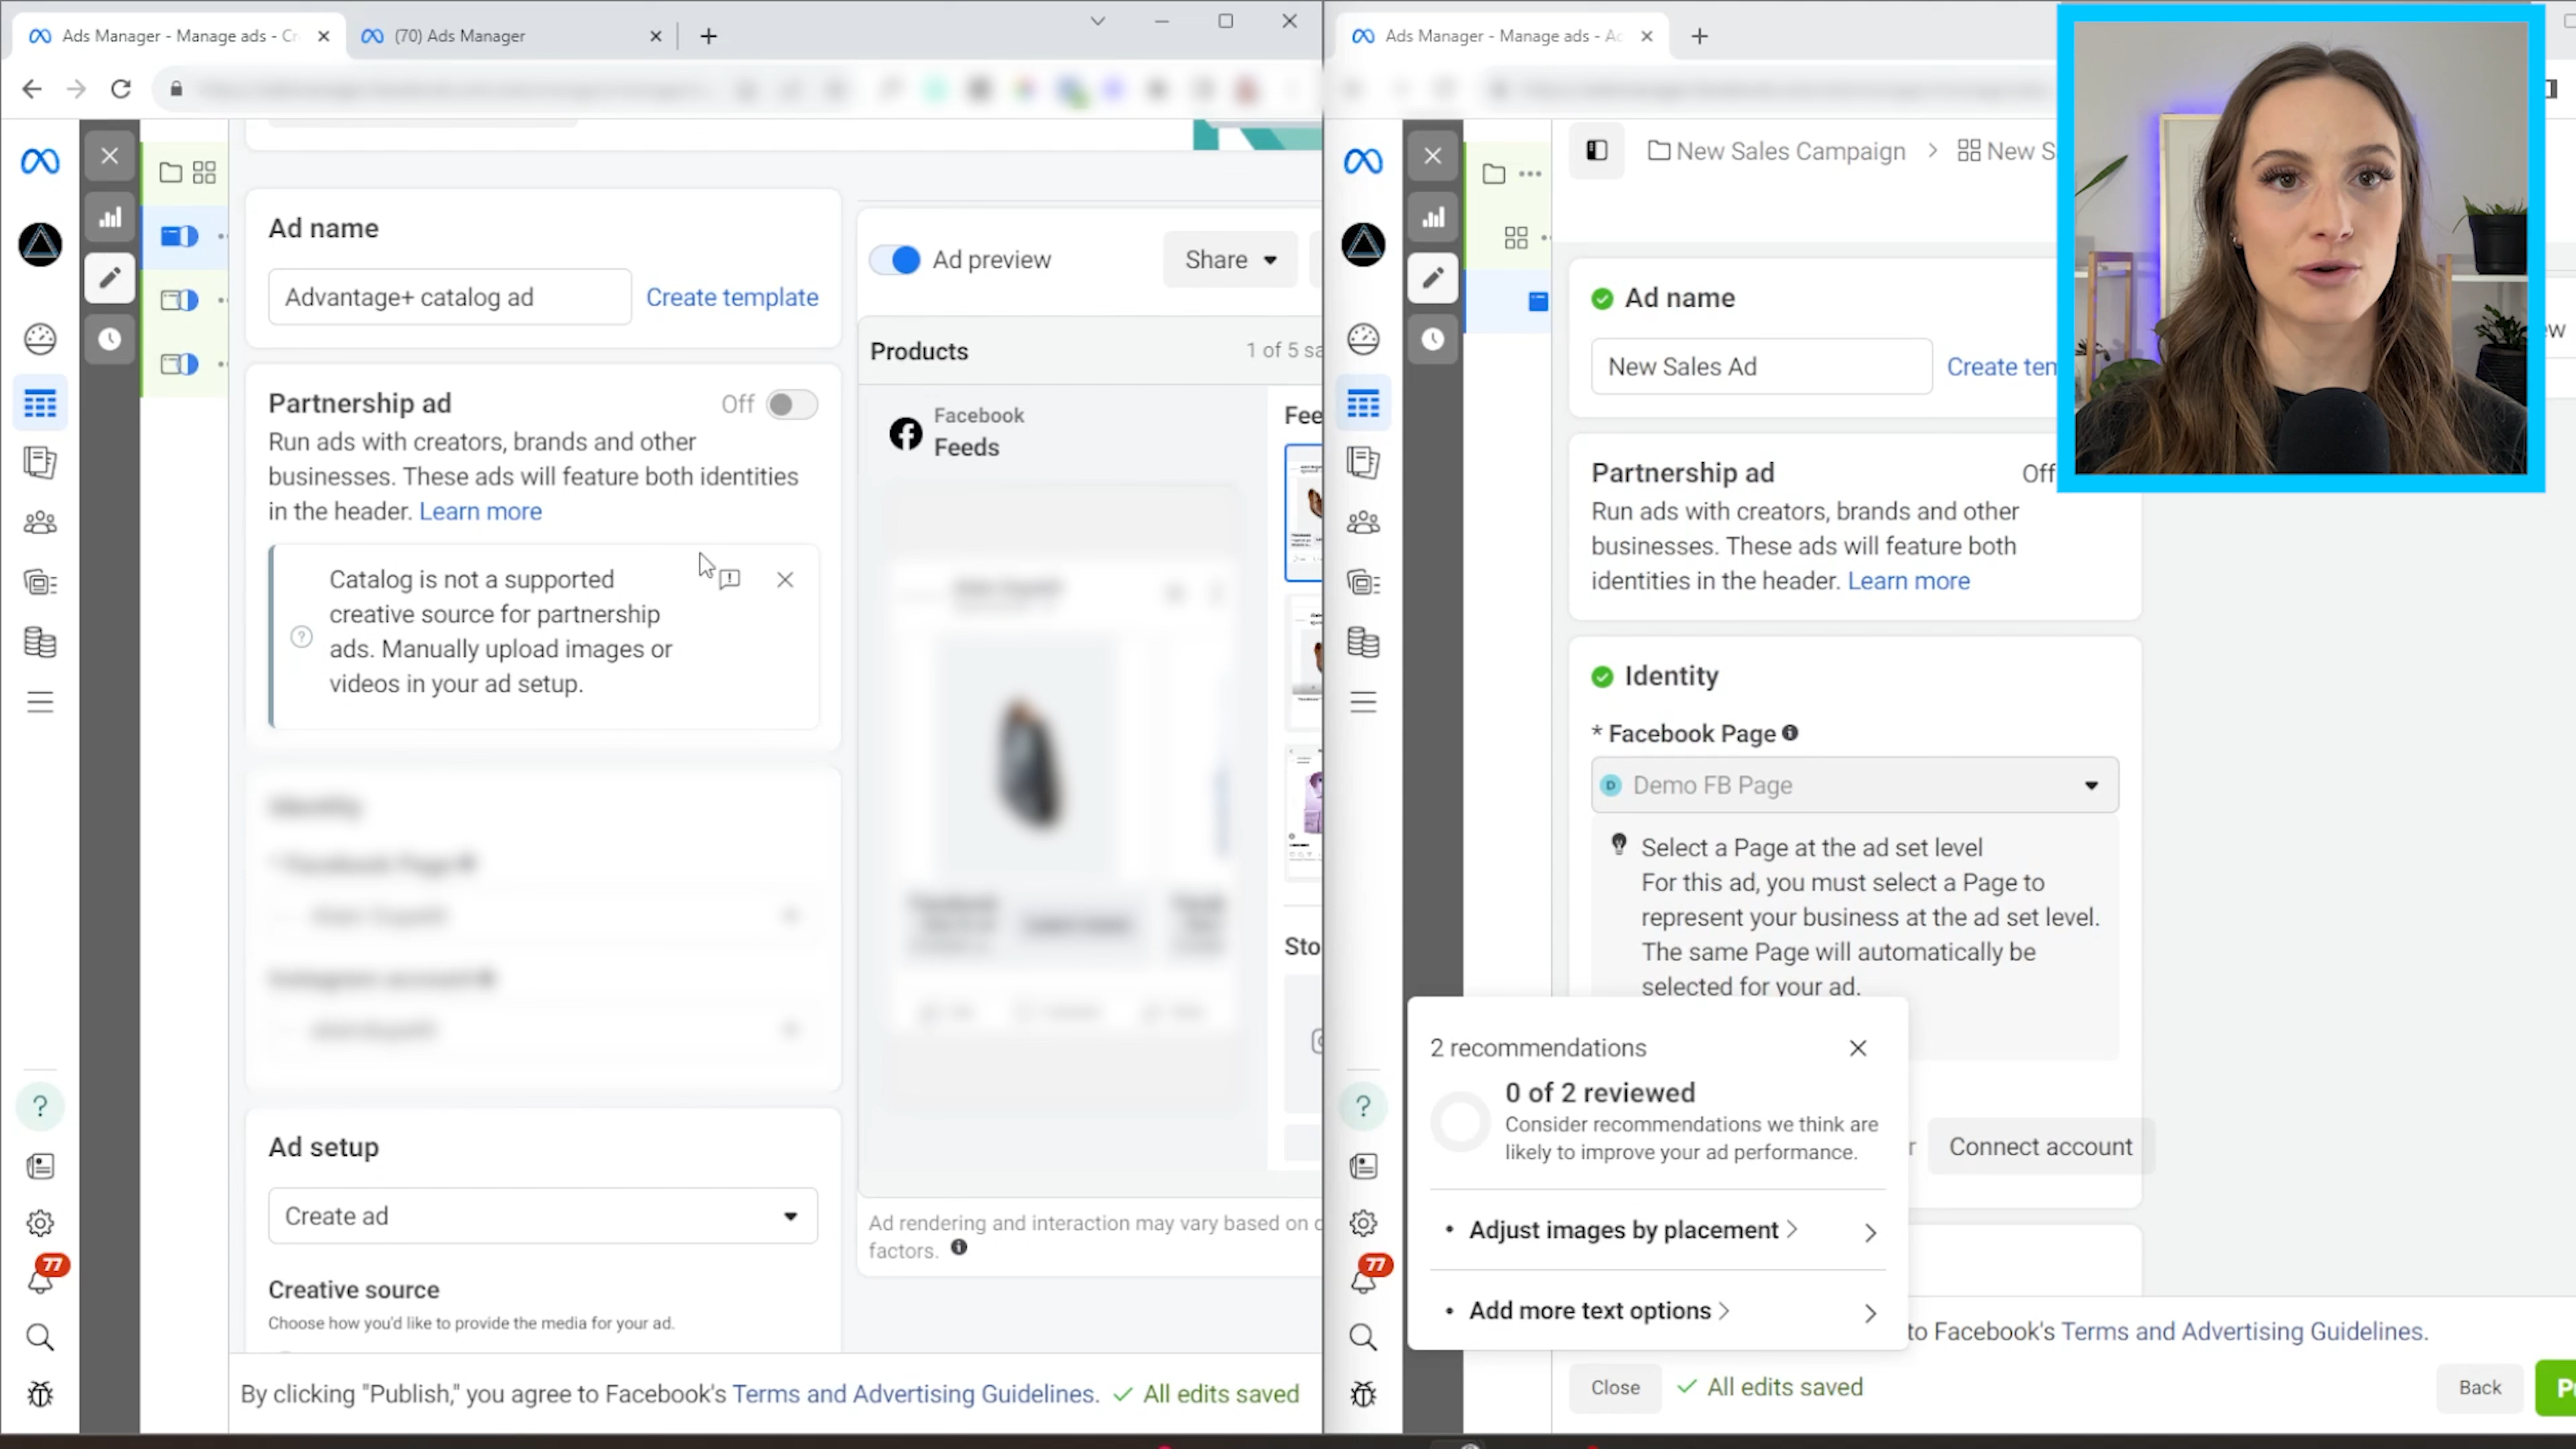 Ads Manager - Manage ads - Cr
(70) Ads Manager
Ad name
Advantage+ catalog ad
Create template
Partnership ad
Off
Run ads with creators, brands and other
businesses. These ads will feature both identities
in the header. Learn more
Catalog is not a supported
creative source for partnership
ads. Manually upload images or
videos in your ad setup.
Ad setup
Create ad
Creative source
Choose how you'd like to provide the media for your ad.
77
By clicking "Publish," you agree to Facebook's Terms and Advertising Guidelines.
All edits saved
Ad preview
Share
Products
1 of 5 sa
Facebook
Feeds
Fee
Sto
Ad rendering and interaction may vary based on
factors.
Ads Manager - Manage ads - Ad
New Sales Campaign
New S
Ad name
New Sales Ad
Create tem
Partnership ad
Off
Run ads with creators, brands and other
businesses. These ads will feature both
identities in the header. Learn more
Identity
* Facebook Page
D
Demo FB Page
Select a Page at the ad set level
For this ad, you must select a Page to
represent your business at the ad set level.
The same Page will automatically be
selected for your ad.
2 recommendations
0 of 2 reviewed
Consider recommendations we think are
likely to improve your ad performance.
Connect account
Adjust images by placement
Add more text options
77
to Facebook's Terms and Advertising Guidelines.
Close
All edits saved
Back